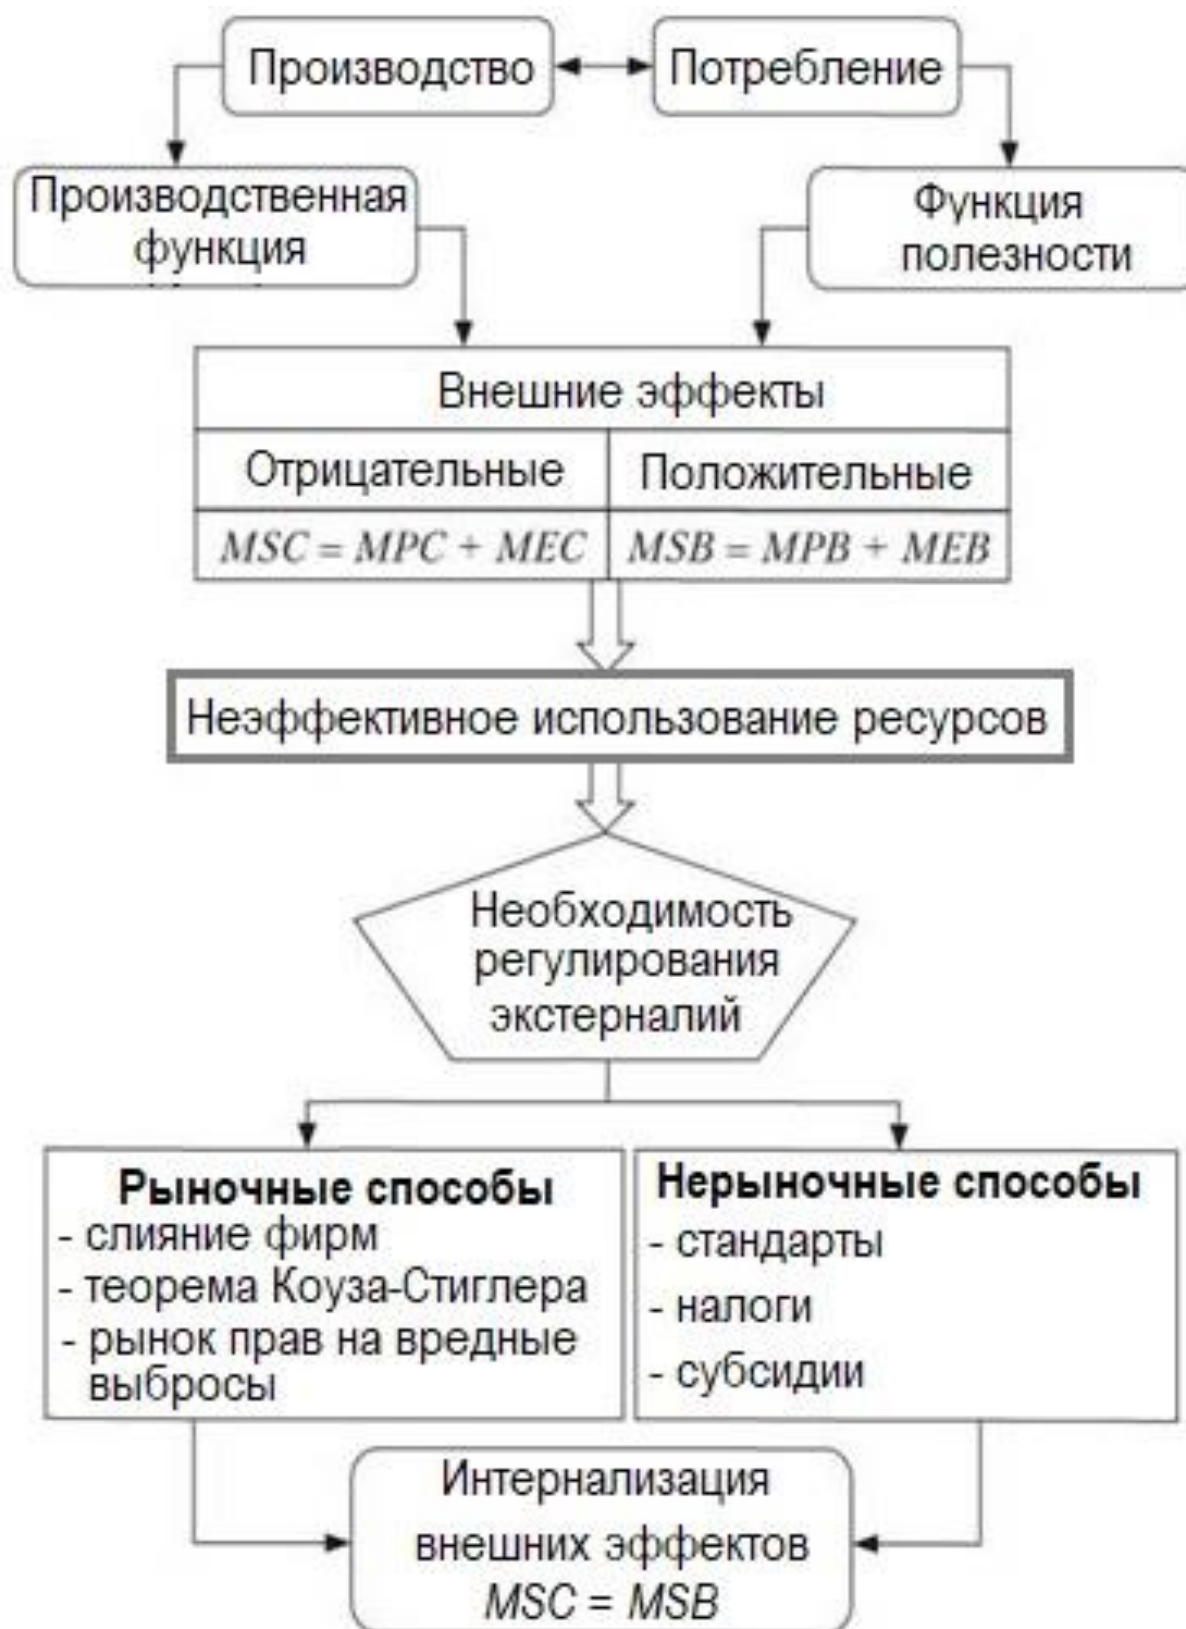 Производство
Потребление
Производственная
функция
Функция
полезности
Внешние эффекты
Отрицательные
Положительные
MSC = MPC + MEC
MSB = MPB + MEB
Неэффективное использование ресурсов
Необходимость
регулирования
экстерналий
Рыночные способы
- слияние фирм
- теорема Коуза-Стиглера
- рынок прав на вредные
выбросы
Нерыночные способы
- стандарты
- налоги
- субсидии
Интернализация
внешних эффектов
MSC = MSB